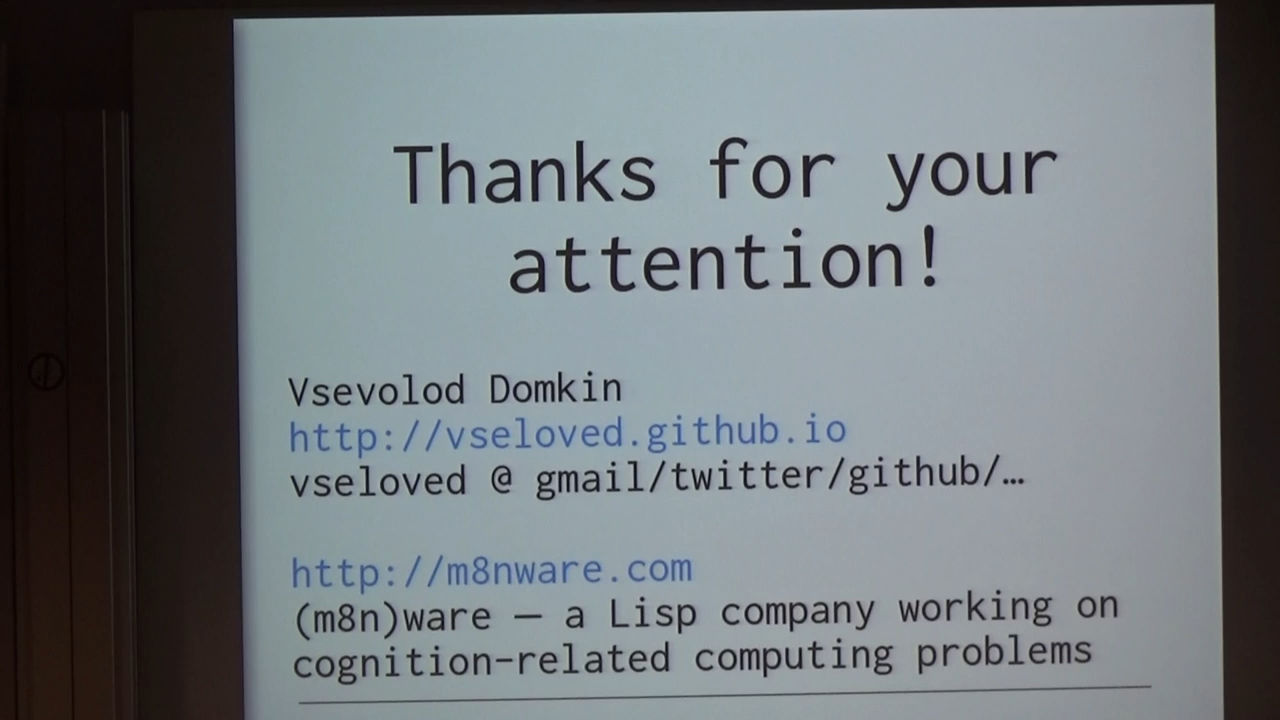 Thanks for your
attention!
Vsevolod Domkin
http://vseloved.github.io
vseloved @ gmail/twitter/github/…
http://m8nware.com
(m8n)ware — a Lisp company working on
cognition-related computing problems